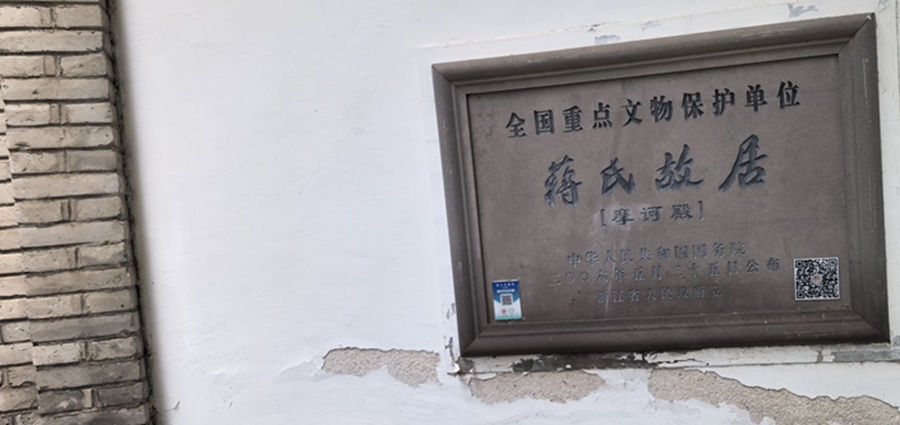 全国重点文物保护单位
蒋氏故居
[摩诃殿]
中华人民共和国国务院
二〇〇六年五月二十五日公布
浙江省人民政府立